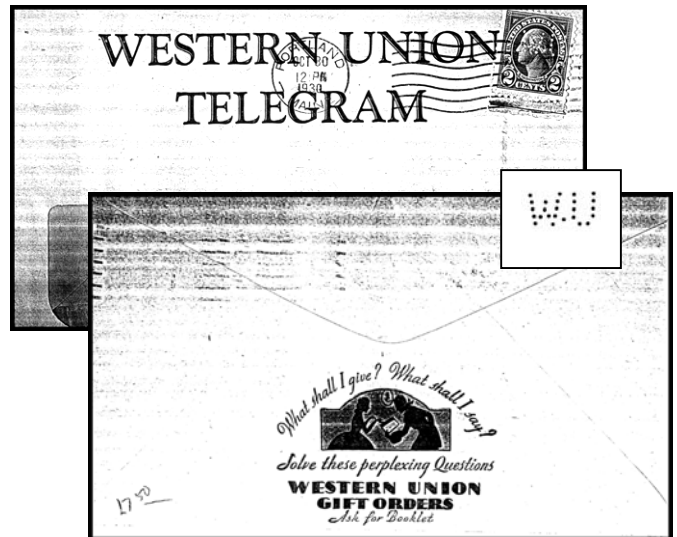 WESTERN UNION
TELEGRAM
PORTLAND
OCT 30
12 PM
1930
MAINE
UNITED STATES POSTAGE
2 CENTS 2
W.U
What shall I give? What shall I say?
Solve these perplexing Questions
WESTERN UNION
GIFT ORDERS
Ask for Booklet
17 50